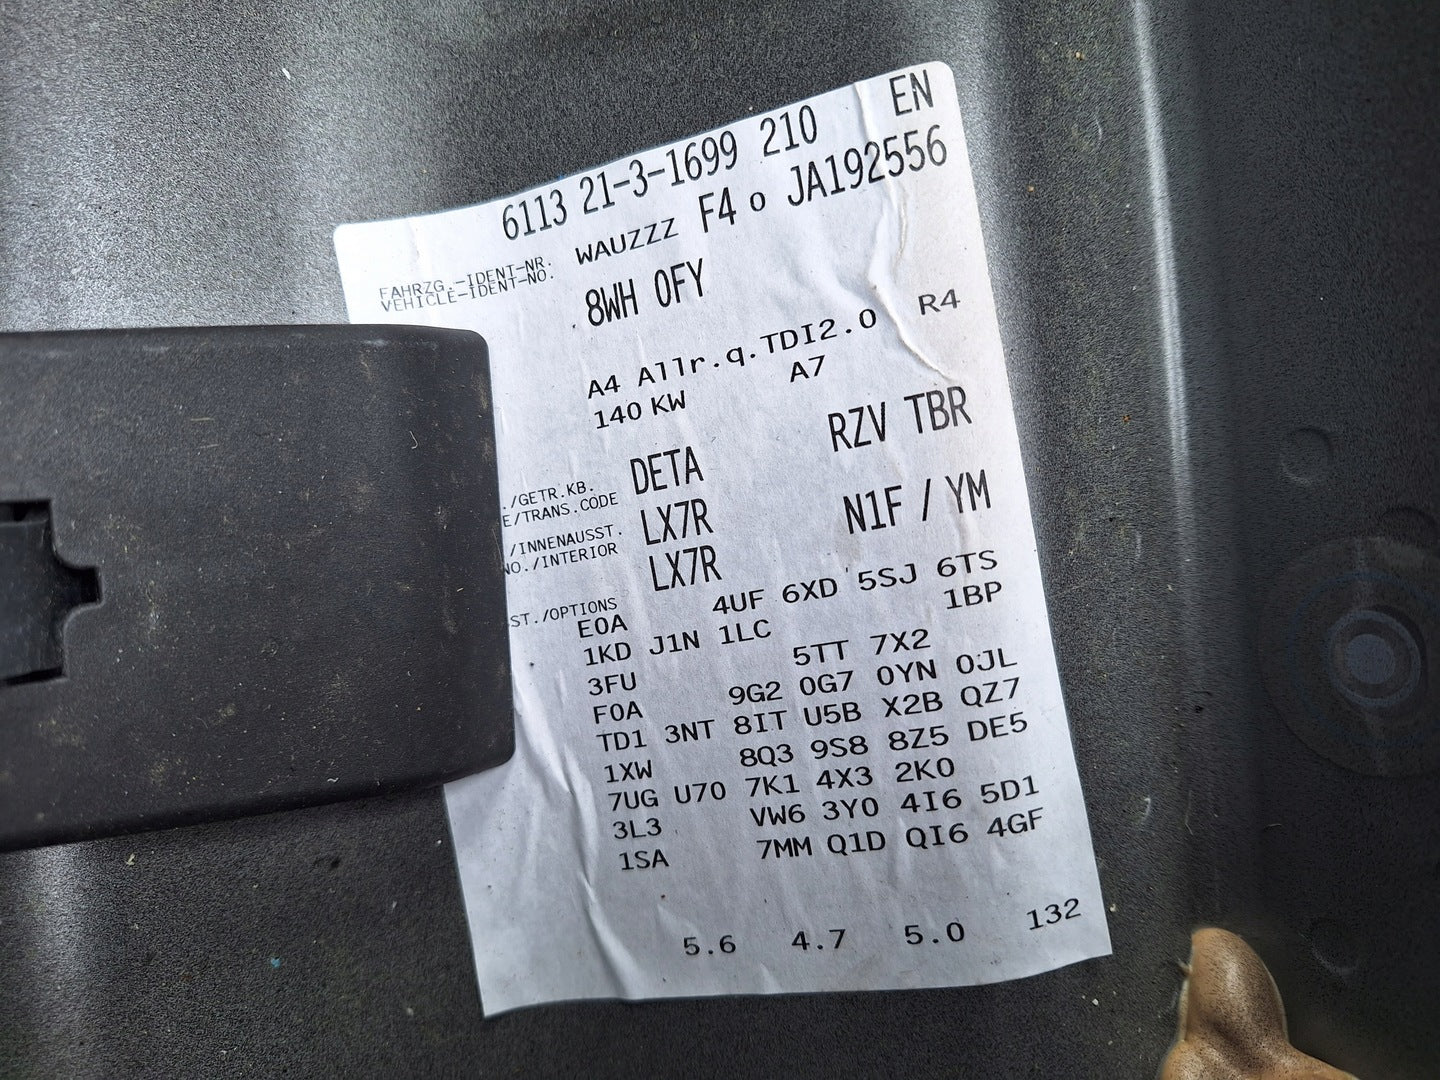 EN
6113 21-3-1699 210
FAHRZG.-IDENT-NR.
VEHICLE-IDENT-NO. WAUZZZ F4 o JA192556
8WH 0FY
A4 Allr.q.TDI2.0 R4
140 KW A7
./GETR.KB.
E/TRANS.CODE DETA RZV TBR
/INNENAUSST.
NO./INTERIOR LX7R N1F / YM
LX7R
ST./OPTIONS
E0A 4UF 6XD 5SJ 6TS
1KD J1N 1LC 1BP
3FU 5TT 7X2
F0A 9G2 0G7 0YN 0JL
TD1 3NT 8IT U5B X2B QZ7
1XW 8Q3 9S8 8Z5 DE5
7UG U70 7K1 4X3 2K0
3L3 VW6 3Y0 4I6 5D1
1SA 7MM Q1D QI6 4GF
5.6 4.7 5.0 132